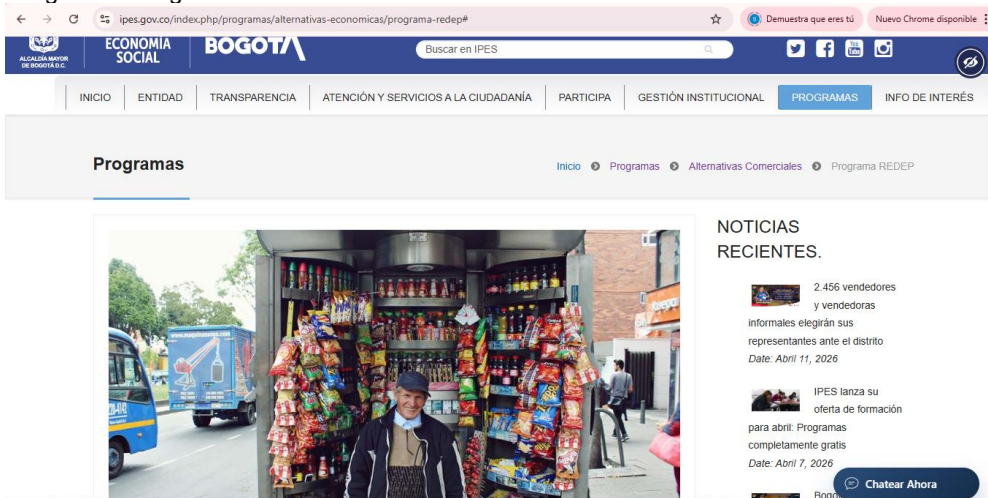 ipes.gov.co/index.php/programas/alternativas-economicas/programa-redep#
Demuestra que eres tú
Nuevo Chrome disponible
ALCALDÍA MAYOR
DE BOGOTÁ D.C.
ECONOMÍA
SOCIAL
BOGOTÁ
Buscar en IPES
You
Tube
INICIO ENTIDAD TRANSPARENCIA ATENCIÓN Y SERVICIOS A LA CIUDADANÍA PARTICIPA GESTIÓN INSTITUCIONAL PROGRAMAS INFO DE INTERÉS
Programas
Inicio Programas Alternativas Comerciales Programa REDEP
NOTICIAS
RECIENTES.
2.456 vendedores
y vendedoras
informales elegirán sus
representantes ante el distrito
Date: Abril 11, 2026
IPES lanza su
oferta de formación
para abril: Programas
completamente gratis
Date: Abril 7, 2026
Chatear Ahora